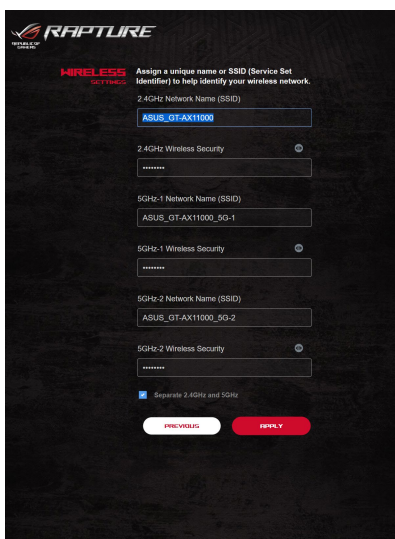 REPUBLIC OF
GAMERS
RAPTURE
WIRELESS
SETTINGS
Assign a unique name or SSID (Service Set
Identifier) to help identify your wireless network.
2.4GHz Network Name (SSID)
ASUS_GT-AX11000
2.4GHz Wireless Security
••••••••
5GHz-1 Network Name (SSID)
ASUS_GT-AX11000_5G-1
5GHz-1 Wireless Security
••••••••
5GHz-2 Network Name (SSID)
ASUS_GT-AX11000_5G-2
5GHz-2 Wireless Security
••••••••
Separate 2.4GHz and 5GHz
PREVIOUS
APPLY